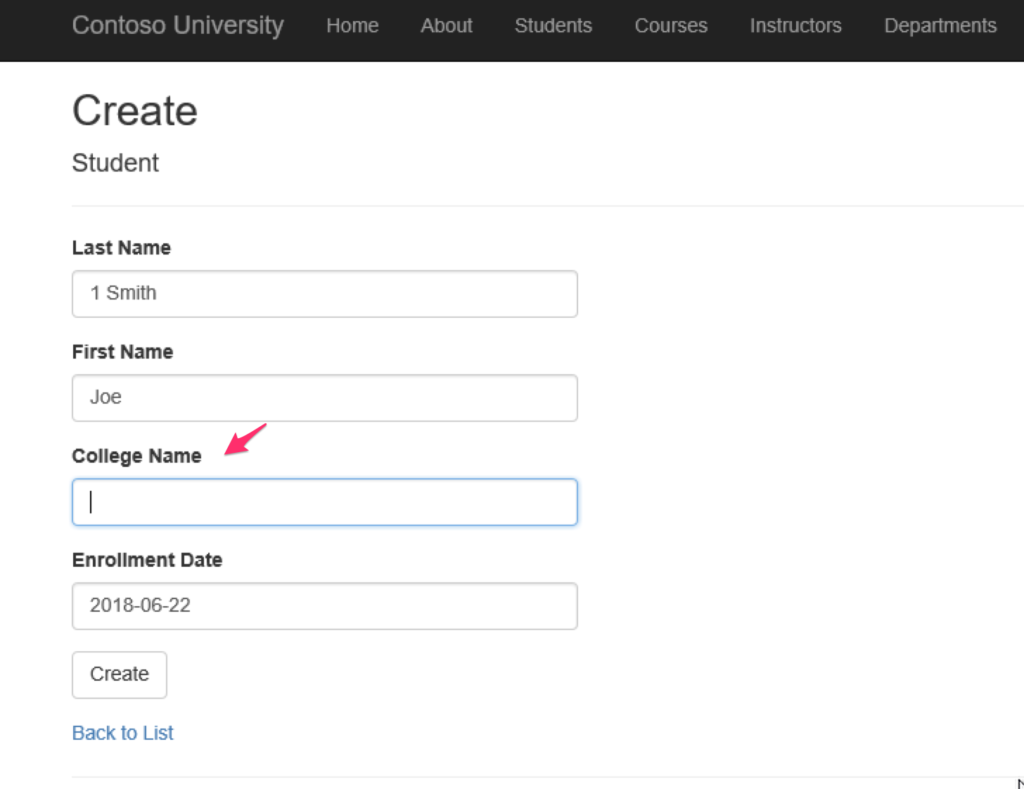 Contoso University Home About Students Courses Instructors Departments
Create
Student
Last Name
1 Smith
First Name
Joe
College Name
Enrollment Date
2018-06-22
Create
Back to List